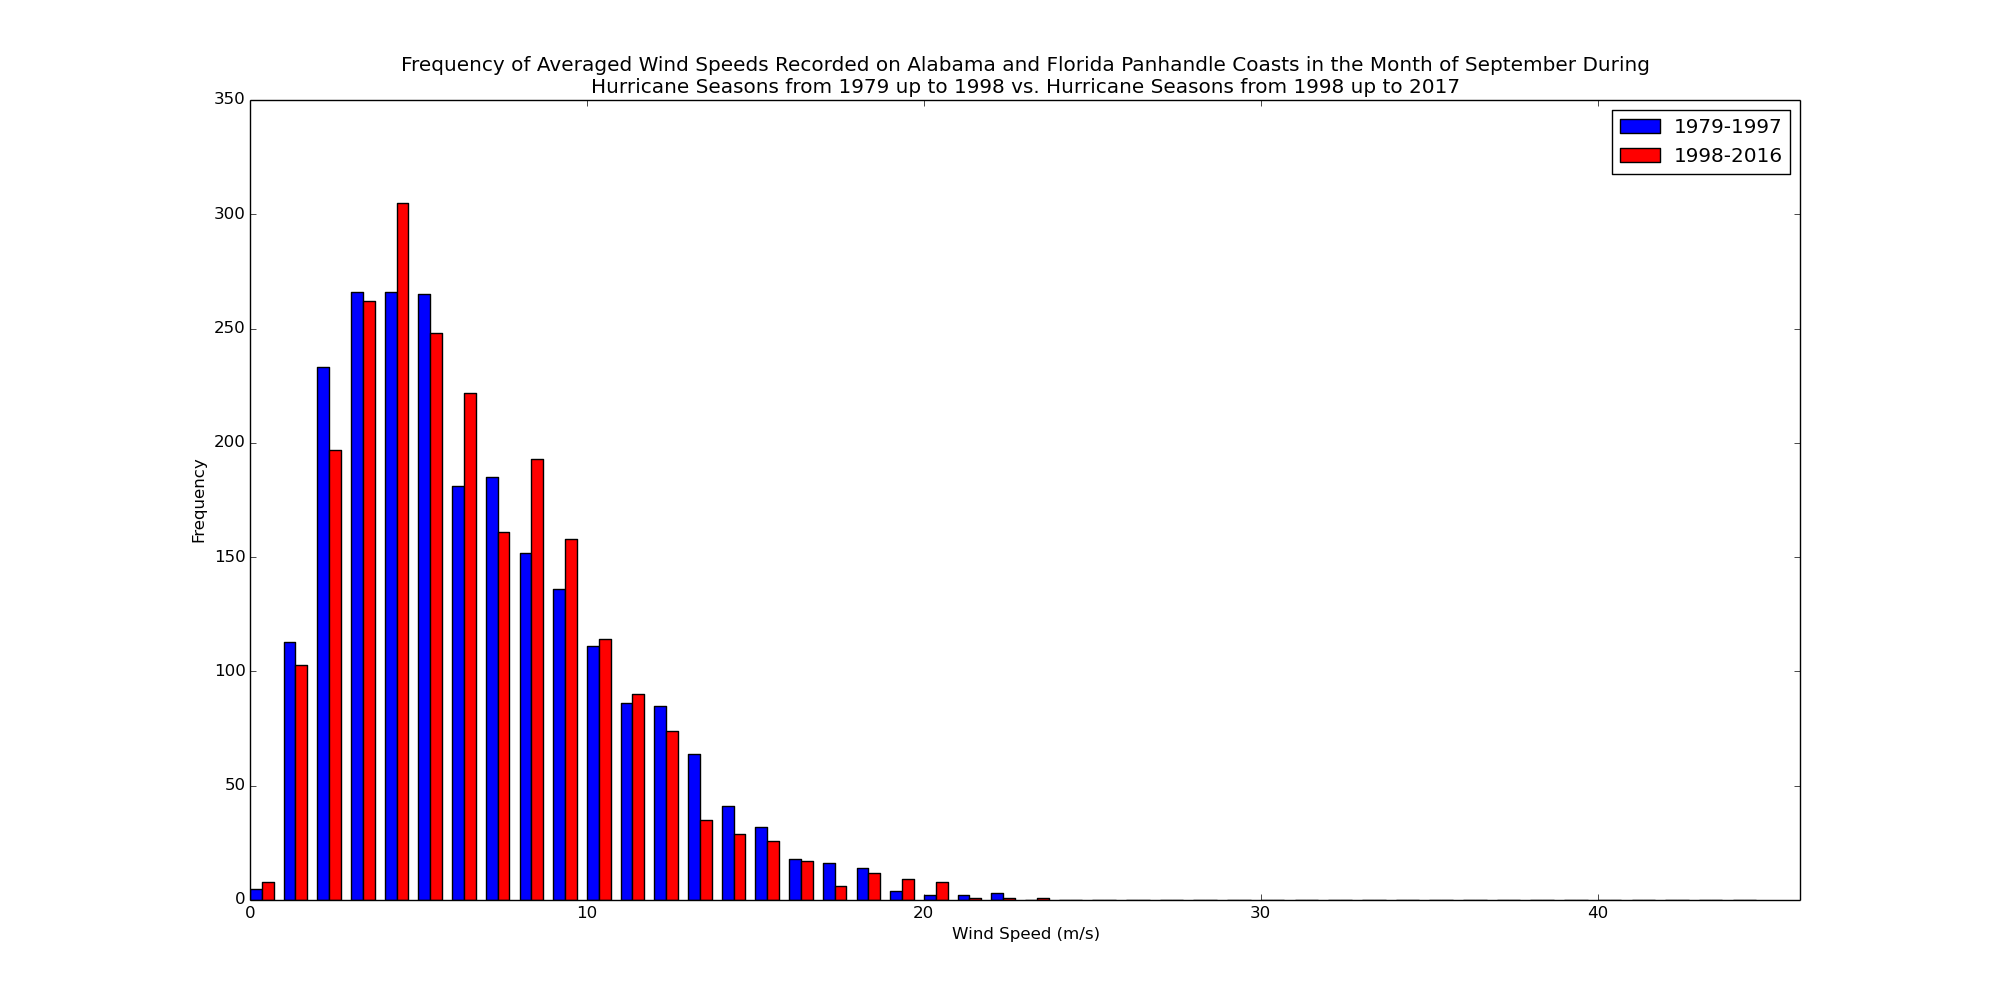 Frequency of Averaged Wind Speeds Recorded on Alabama and Florida Panhandle Coasts in the Month of September During
Hurricane Seasons from 1979 up to 1998 vs. Hurricane Seasons from 1998 up to 2017
1979-1997
1998-2016
350
300
250
200
150
100
50
0
Frequency
0 10 20 30 40
Wind Speed (m/s)